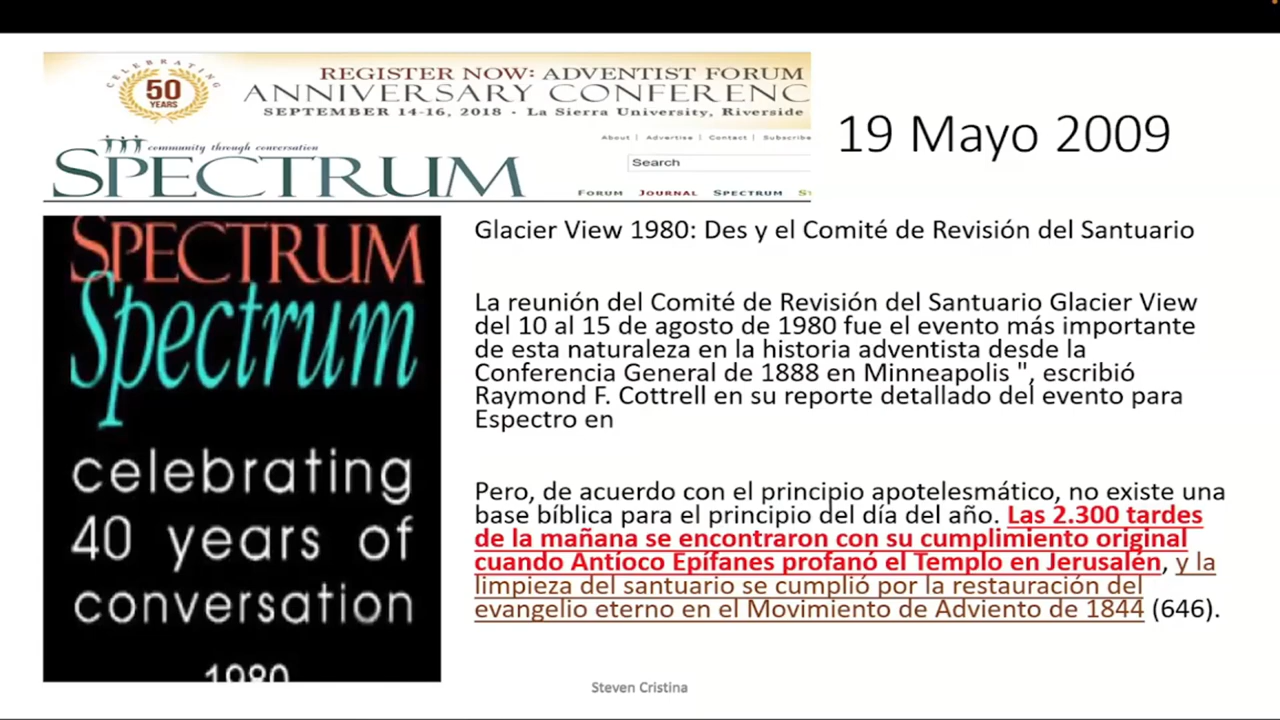 CELEBRATING
50
YEARS
REGISTER NOW: ADVENTIST FORUM
ANNIVERSARY CONFERENC
SEPTEMBER 14-16, 2018 - La Sierra University, Riverside
About | Advertise | Contact | Subscribe
community through conversation
SPECTRUM
Search
FORUM JOURNAL SPECTRUM
19 Mayo 2009
SPECTRUM
Spectrum
celebrating
40 years of
conversation
1980
Glacier View 1980: Des y el Comité de Revisión del Santuario
La reunión del Comité de Revisión del Santuario Glacier View
del 10 al 15 de agosto de 1980 fue el evento más importante
de esta naturaleza en la historia adventista desde la
Conferencia General de 1888 en Minneapolis ", escribió
Raymond F. Cottrell en su reporte detallado del evento para
Espectro en
Pero, de acuerdo con el principio apotelesmático, no existe una
base bíblica para el principio del día del año. Las 2.300 tardes
de la mañana se encontraron con su cumplimiento original
cuando Antíoco Epífanes profanó el Templo en Jerusalén, y la
limpieza del santuario se cumplió por la restauración del
evangelio eterno en el Movimiento de Adviento de 1844 (646).
Steven Cristina